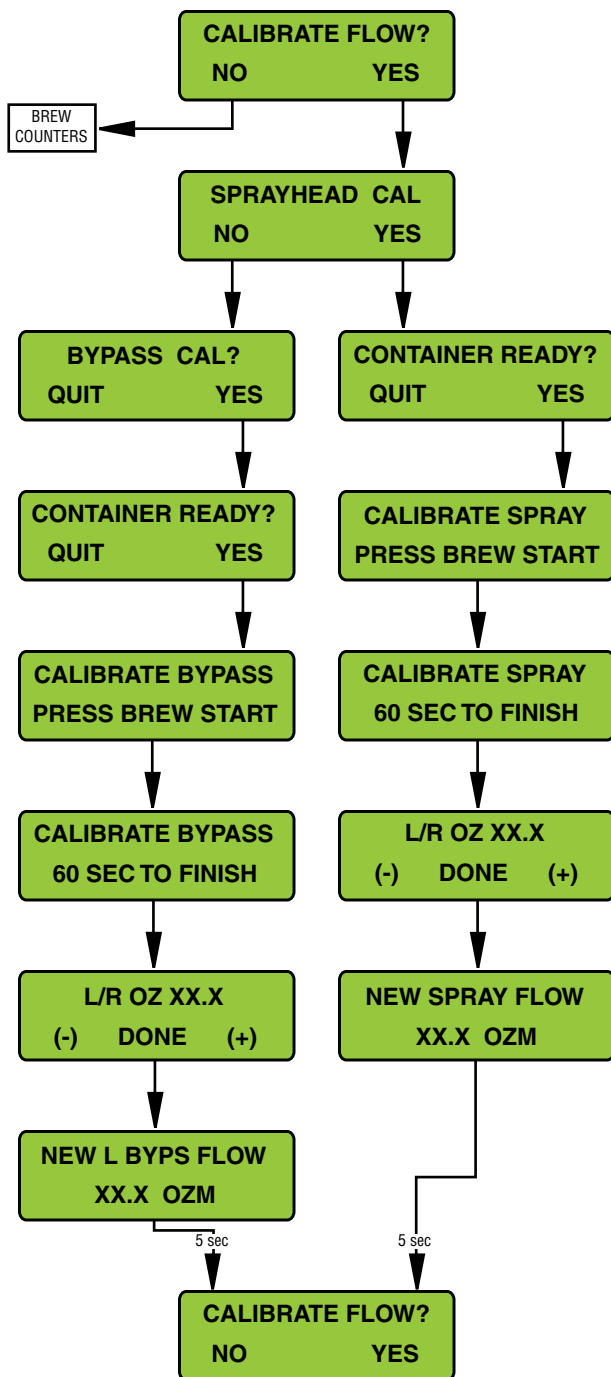 CALIBRATE FLOW?
NO YES
BREW
COUNTERS
SPRAYHEAD CAL
NO YES
BYPASS CAL?
QUIT YES
CONTAINER READY?
QUIT YES
CONTAINER READY?
QUIT YES
CALIBRATE SPRAY
PRESS BREW START
CALIBRATE BYPASS
PRESS BREW START
CALIBRATE SPRAY
60 SEC TO FINISH
CALIBRATE BYPASS
60 SEC TO FINISH
L/R OZ XX.X
(-) DONE (+)
L/R OZ XX.X
(-) DONE (+)
NEW SPRAY FLOW
XX.X OZM
NEW L BYPS FLOW
XX.X OZM
5 sec
5 sec
CALIBRATE FLOW?
NO YES